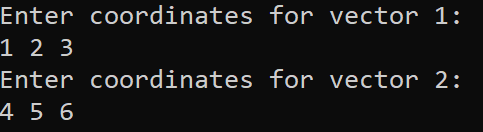 Enter coordinates for vector 1:
1 2 3
Enter coordinates for vector 2:
4 5 6